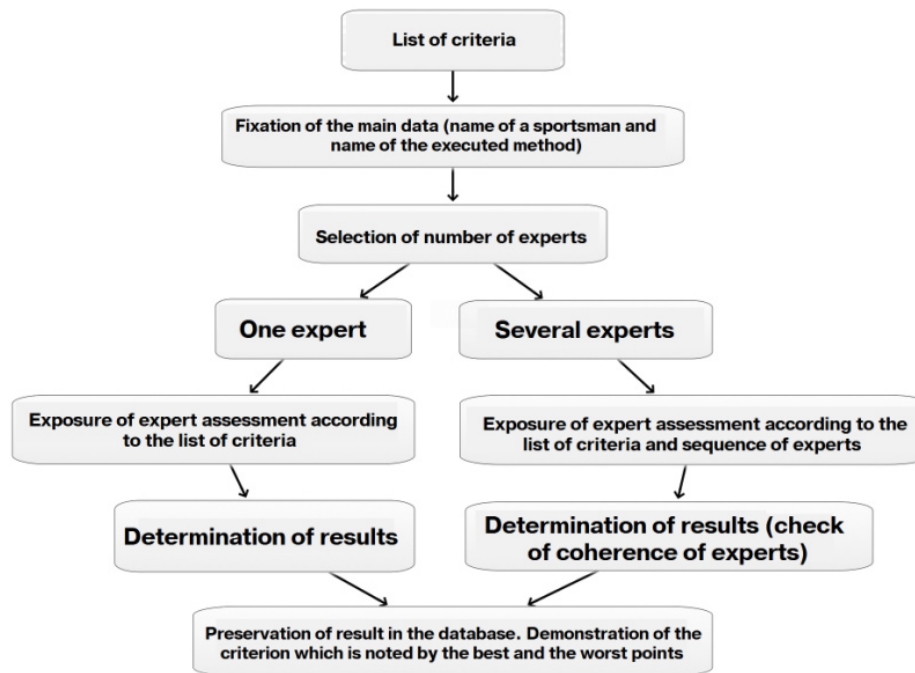 List of criteria
Fixation of the main data (name of a sportsman and
name of the executed method)
Selection of number of experts
One expert
Several experts
Exposure of expert assessment according
to the list of criteria
Exposure of expert assessment according to the
list of criteria and sequence of experts
Determination of results
Determination of results (check
of coherence of experts)
Preservation of result in the database. Demonstration of the
criterion which is noted by the best and the worst points